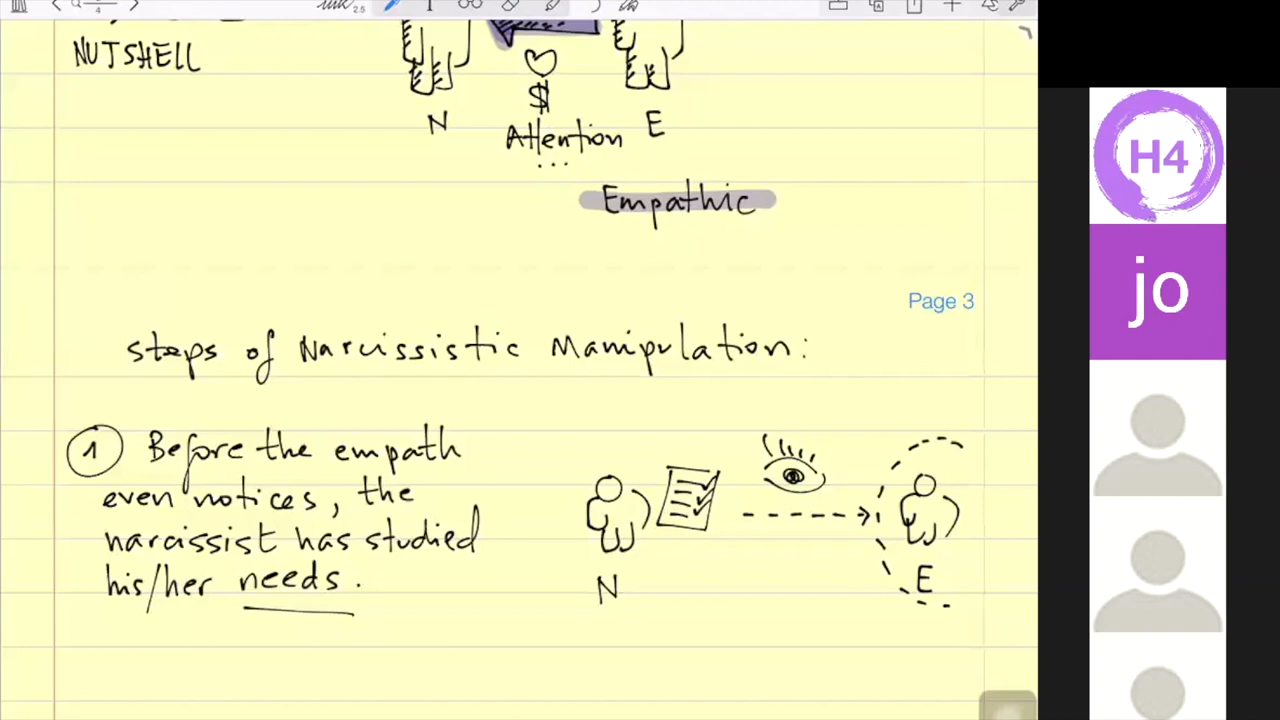 NUTSHELL
N
$
Attention
...
E
Empathic
Page 3
steps of Narcissistic Manipulation:
1 Before the empath
even notices, the
narcissist has studied
his/her needs.
N
E
H4
jo